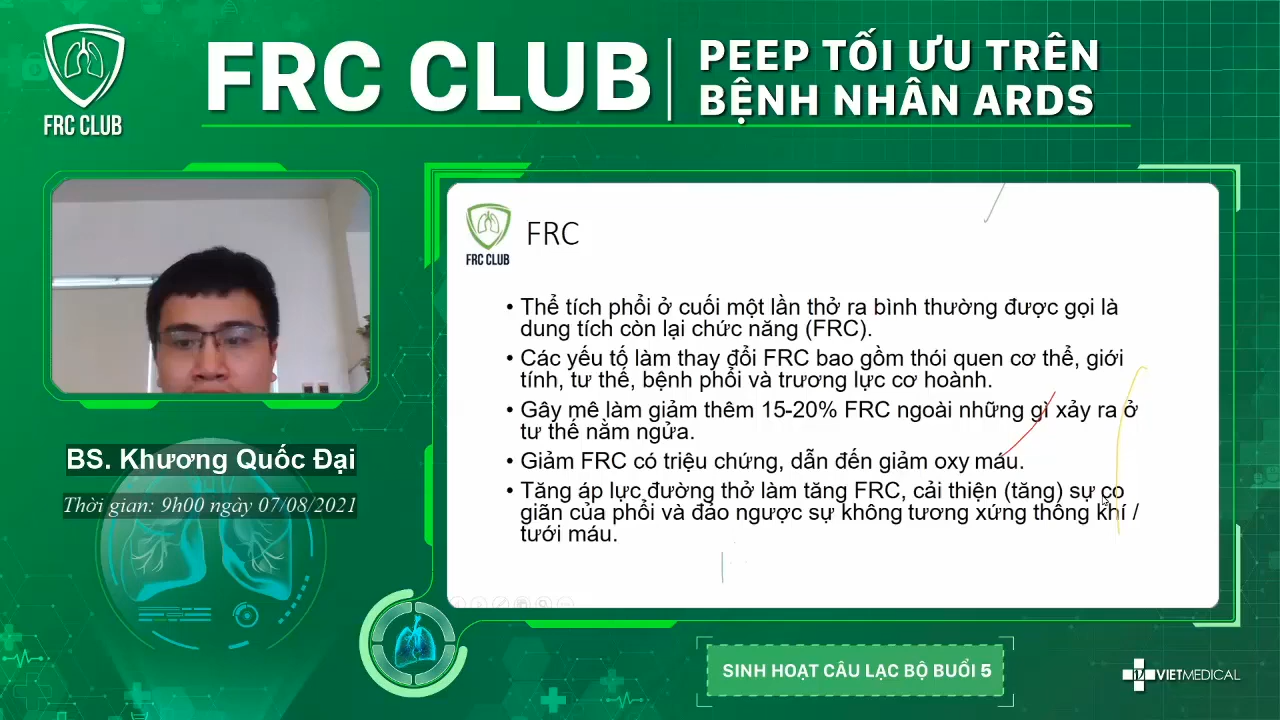 FRC CLUB
FRC CLUB
PEEP TỐI ƯU TRÊN
BỆNH NHÂN ARDS
FRC CLUB
FRC
• Thể tích phổi ở cuối một lần thở ra bình thường được gọi là
dung tích còn lại chức năng (FRC).
• Các yếu tố làm thay đổi FRC bao gồm thói quen cơ thể, giới
tính, tư thế, bệnh phổi và trương lực cơ hoành.
• Gây mê làm giảm thêm 15-20% FRC ngoài những gì xảy ra ở
tư thế nằm ngửa.
• Giảm FRC có triệu chứng, dẫn đến giảm oxy máu.
• Tăng áp lực đường thở làm tăng FRC, cải thiện (tăng) sự co
giãn của phổi và đảo ngược sự không tương xứng thông khí /
tưới máu.
BS. Khương Quốc Đại
Thời gian: 9h00 ngày 07/08/2021
SINH HOẠT CÂU LẠC BỘ BUỔI 5
VIETMEDICAL